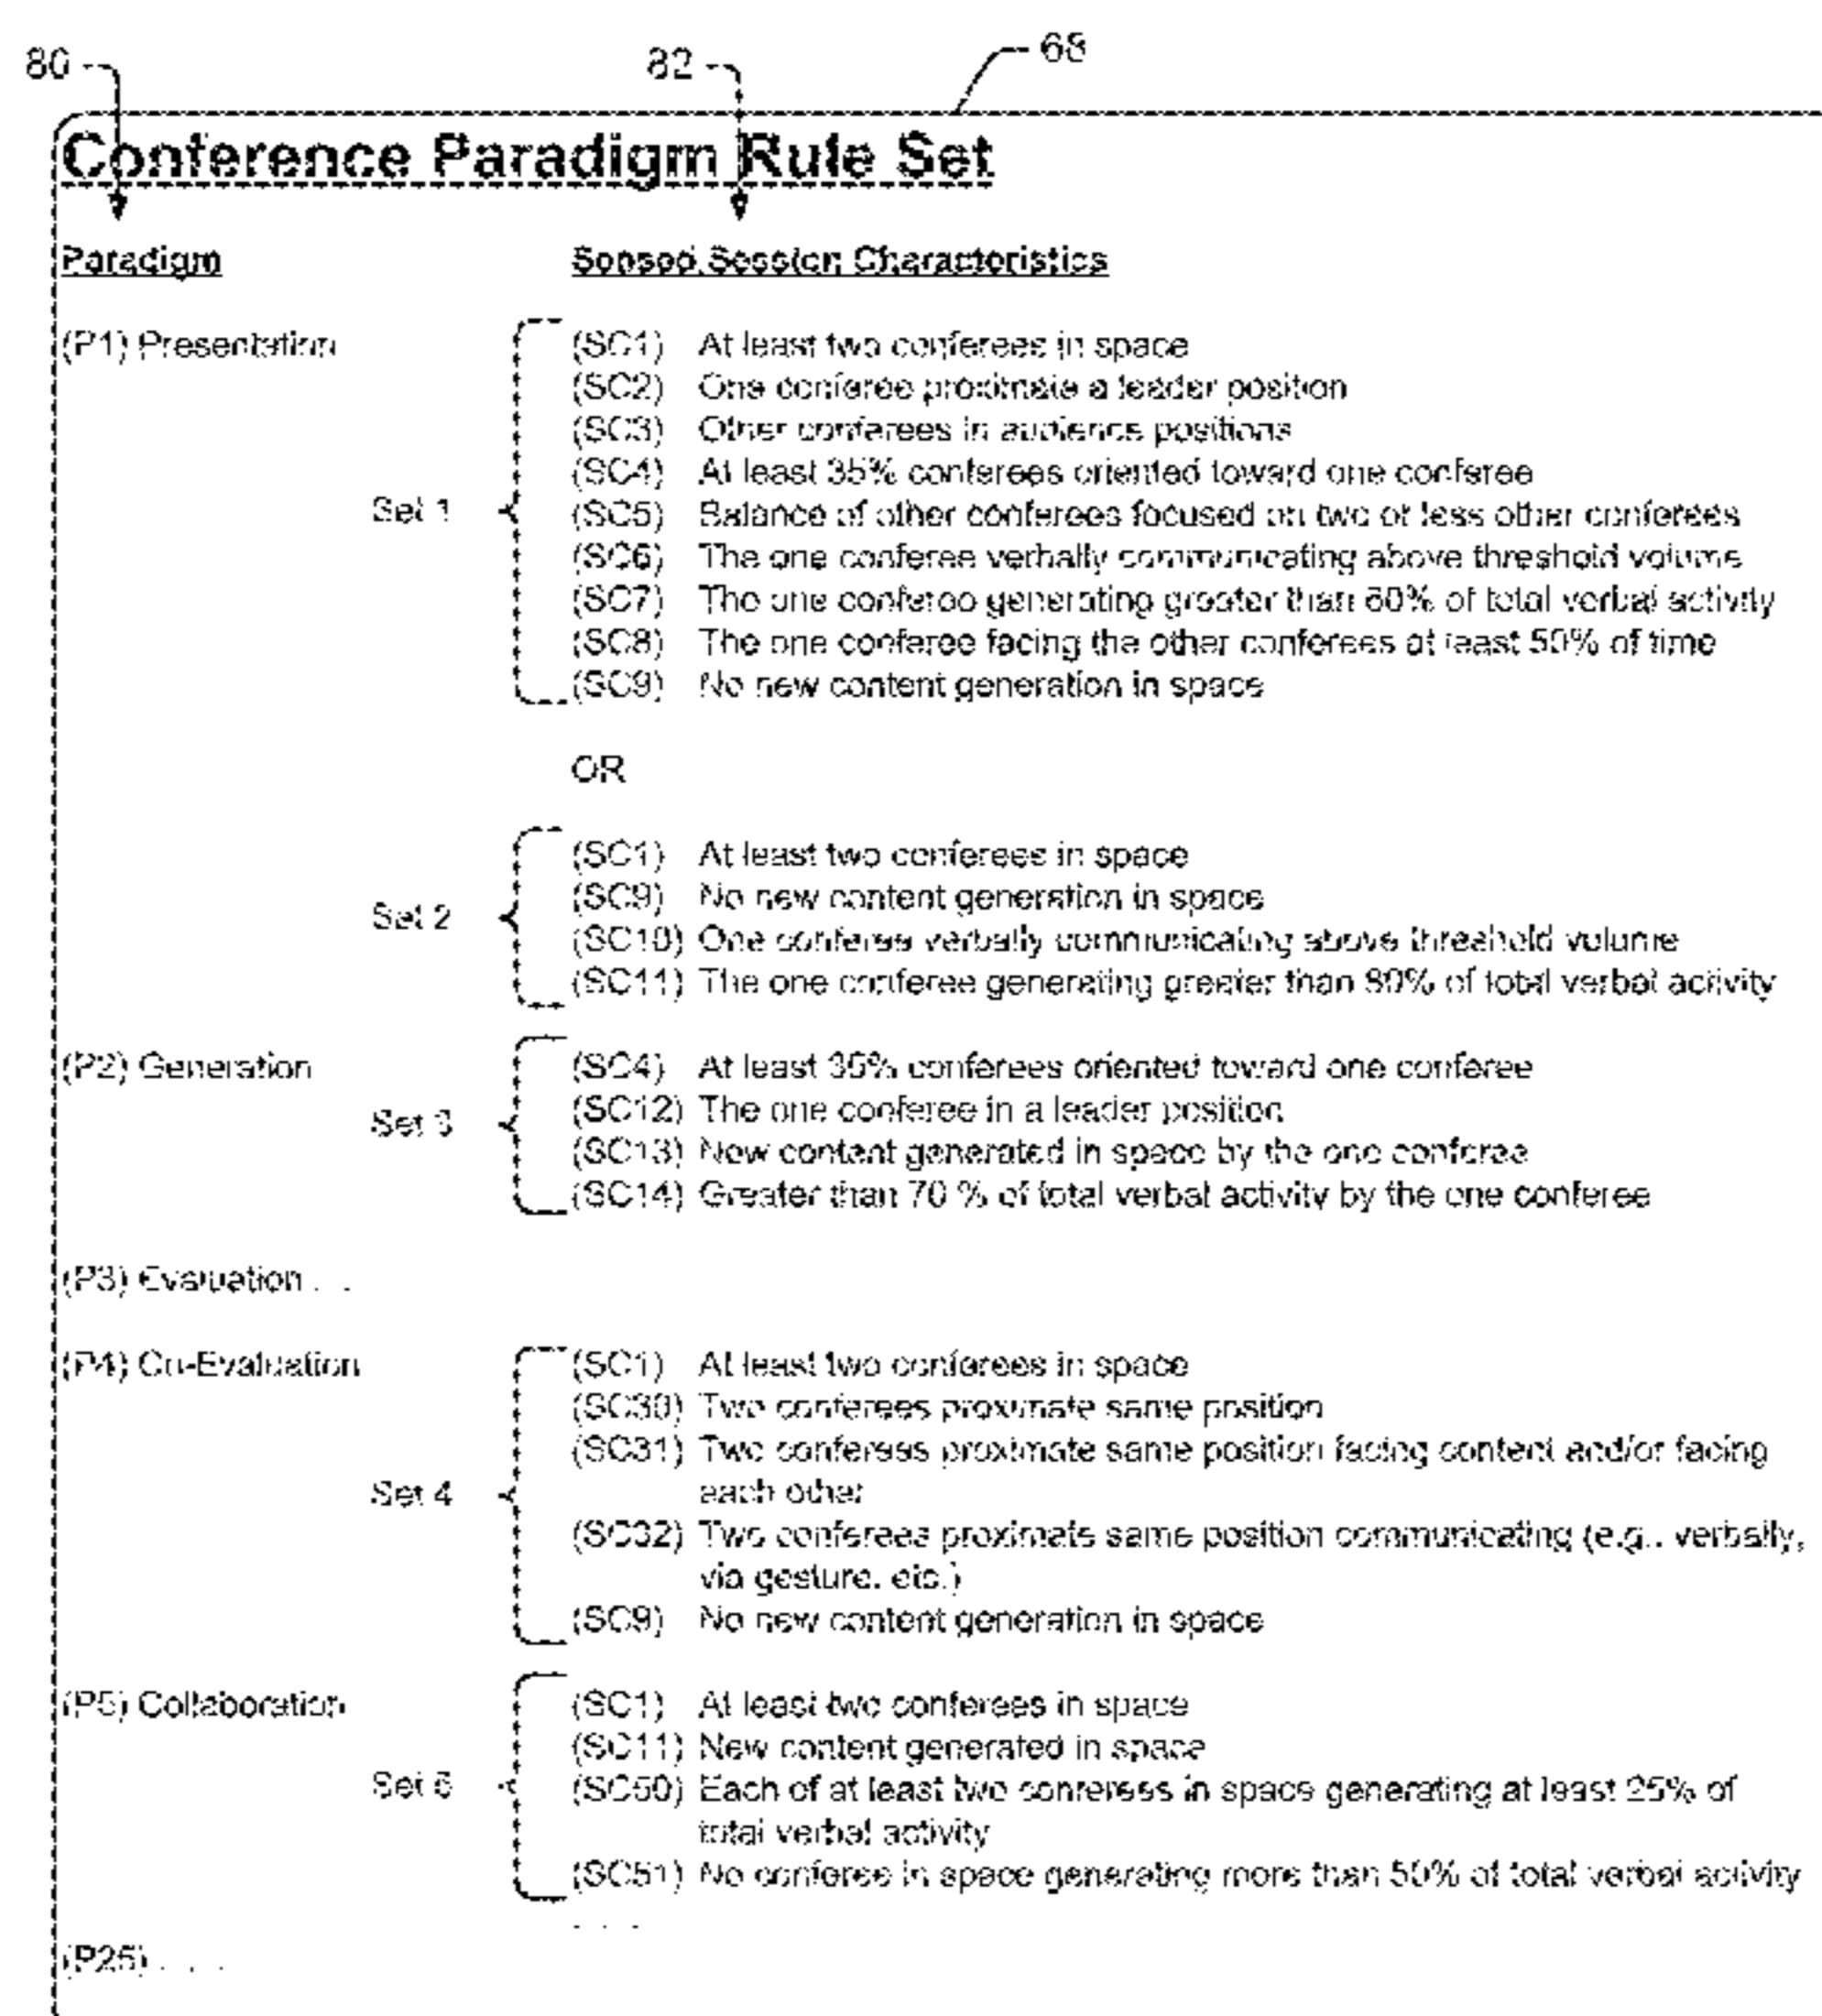 80 82 68
Conference Paradigm Rule Set
Paradigm Sensed Session Characteristics
(P1) Presentation (SC1) At least two conferees in space
(SC2) One conferee proximate a leader position
(SC3) Other conferees in audience positions
(SC4) At least 35% conferees oriented toward one conferee
Set 1 (SC5) Balance of other conferees focused on two or less other conferees
(SC6) The one conferee verbally communicating above threshold volume
(SC7) The one conferee generating greater than % of total verbal activity
(SC8) The one conferee facing the other conferees at least 50% of time
(SC9) No new content generation in space
OR
(SC1) At least two conferees in space
(SC9) No new content generation in space
Set 2 (SC10) One conferee verbally communicating above threshold volume
(SC11) The one conferee generating greater than 80% of total verbal activity
(P2) Generation (SC4) At least 35% conferees oriented toward one conferee
Set 3 (SC12) The one conferee in a leader position
(SC13) New content generated in space by the one conferee
(SC14) Greater than 70 % of total verbal activity by the one conferee
(P3) Evaluation . .
(P4) Co-Evaluation (SC1) At least two conferees in space
(SC30) Two conferees proximate same position
(SC31) Two conferees proximate same position facing content and/or facing
Set 4 each other
(SC32) Two conferees proximate same position communicating (e.g., verbally,
via gesture, etc.)
(SC9) No new content generation in space
(P5) Collaboration (SC1) At least two conferees in space
(SC11) New content generated in space
Set 5 (SC50) Each of at least two conferees in space generating at least 25% of
total verbal activity
(SC51) No conferee in space generating more than 50% of total verbal activity
. . .
(P25) . . .